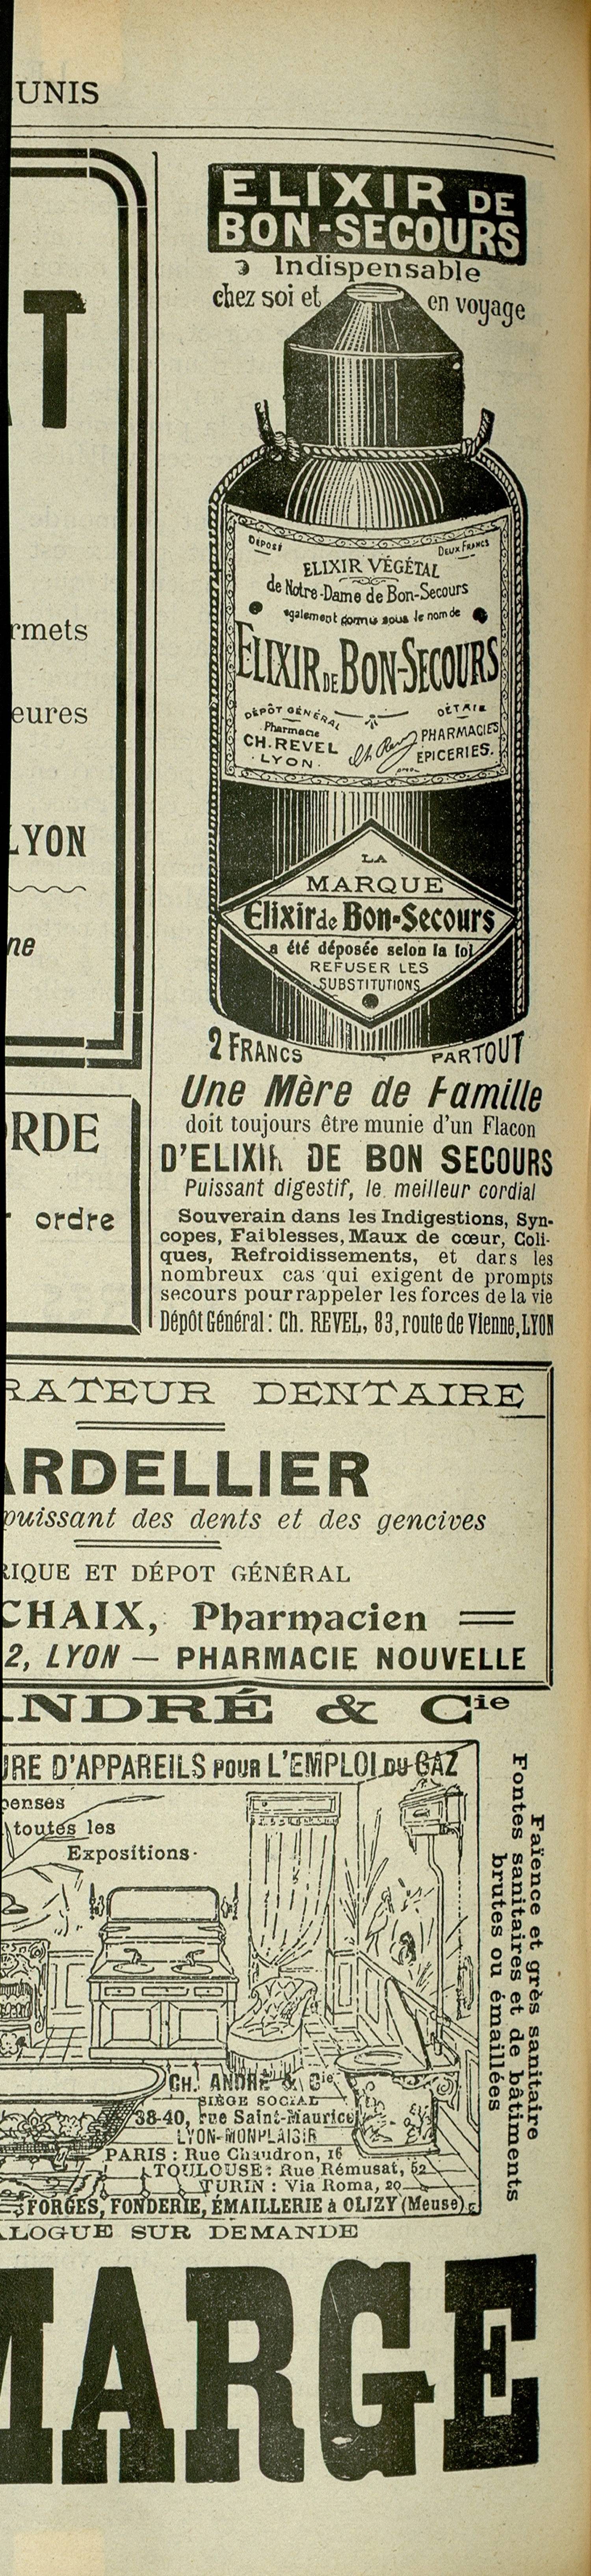 UNIS
T
rmets
eures
LYON
ne
RDE
ordre
ELIXIR DE
BON-SECOURS
Indispensable
chez soi et en voyage
DÉPOSÉ DEUX FRANCS
ELIXIR VÉGÉTAL
de Notre-Dame de Bon-Secours
également connu sous le nom de
ELIXIR DE BON-SECOURS
DÉPÔT GÉNÉRAL
Pharmacie
CH. REVEL
LYON.
DÉTAIL
PHARMACIES
ÉPICERIES.
LA
MARQUE
Elixir de Bon-Secours
a été déposée selon la loi
REFUSER LES
SUBSTITUTIONS
2 FRANCS PARTOUT
Une Mère de Famille
doit toujours être munie d'un Flacon
D'ELIXIR DE BON SECOURS
Puissant digestif, le meilleur cordial
Souverain dans les Indigestions, Syn-
copes, Faiblesses, Maux de cœur, Coli-
ques, Refroidissements, et dans les
nombreux cas qui exigent de prompts
secours pour rappeler les forces de la vie
Dépôt Général : Ch. REVEL, 83, route de Vienne, LYON
RATEUR DENTAIRE
ARDELLIER
puissant des dents et des gencives
RIQUE ET DÉPOT GÉNÉRAL
CHAIX, Pharmacien
2, LYON — PHARMACIE NOUVELLE
ANDRÉ & Cie
URE D'APPAREILS POUR L'EMPLOI DU GAZ
penses
toutes les
Expositions.
Faïence et grès sanitaire
Fontes sanitaires et de bâtiments
brutes ou émaillées
CH. ANDRÉ & Cie
SIÈGE SOCIAL
38-40, rue Saint-Maurice
LYON-MONPLAISIR
PARIS : Rue Chaudron, 16
TOULOUSE : Rue Rémusat, 52
TURIN : Via Roma, 20
FORGES, FONDERIE, ÉMAILLERIE à OLIZY (Meuse)
ALOGUE SUR DEMANDE
MARGE